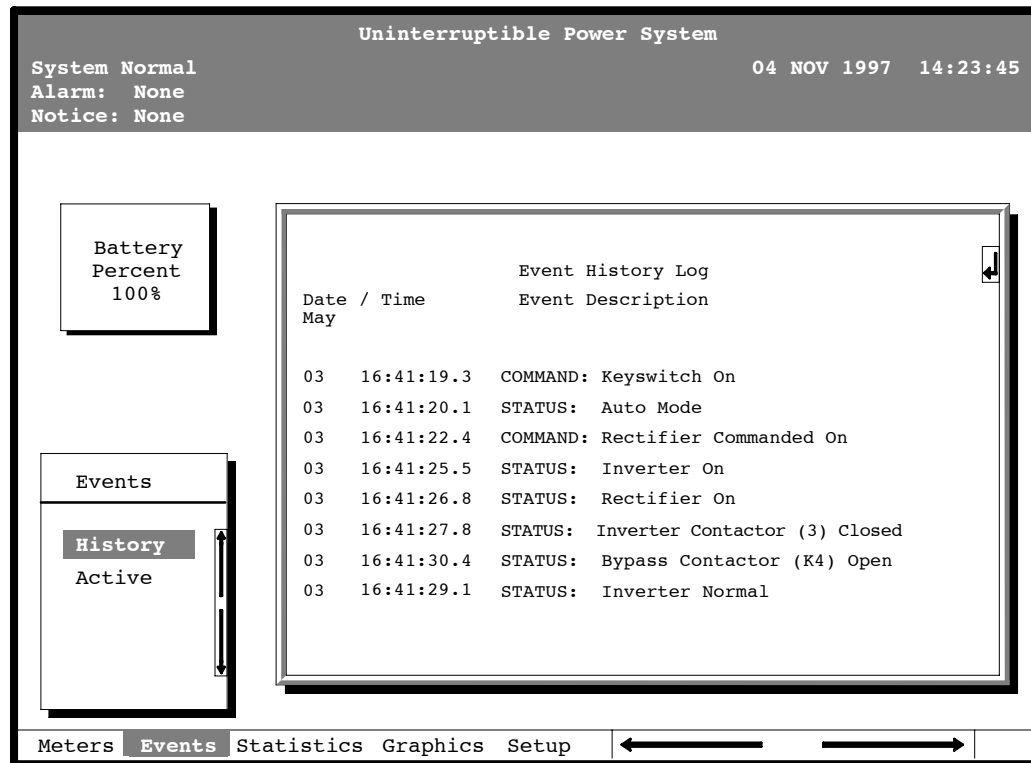 Uninterruptible Power System
System Normal 04 NOV 1997 14:23:45
Alarm: None
Notice: None
Battery
Percent
100%
Event History Log
Date / Time Event Description
May
03 16:41:19.3 COMMAND: Keyswitch On
03 16:41:20.1 STATUS: Auto Mode
03 16:41:22.4 COMMAND: Rectifier Commanded On
03 16:41:25.5 STATUS: Inverter On
03 16:41:26.8 STATUS: Rectifier On
03 16:41:27.8 STATUS: Inverter Contactor (3) Closed
03 16:41:30.4 STATUS: Bypass Contactor (K4) Open
03 16:41:29.1 STATUS: Inverter Normal
Events
History
Active
Meters Events Statistics Graphics Setup